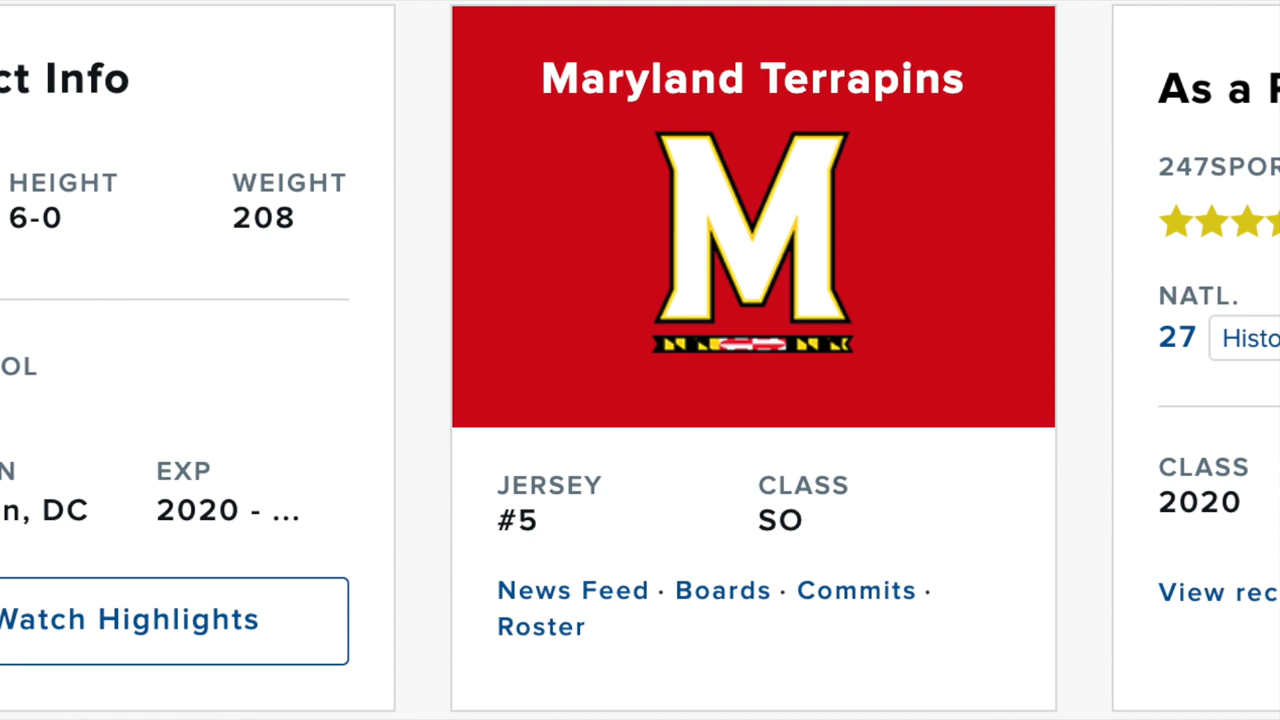 ct Info
HEIGHT WEIGHT
6-0 208
OL
N EXP
n, DC 2020 - ...
Watch Highlights
Maryland Terrapins
M
JERSEY CLASS
#5 SO
News Feed · Boards · Commits ·
Roster
As a
247SPOR
NATL.
27 Histo
CLASS
2020
View rec